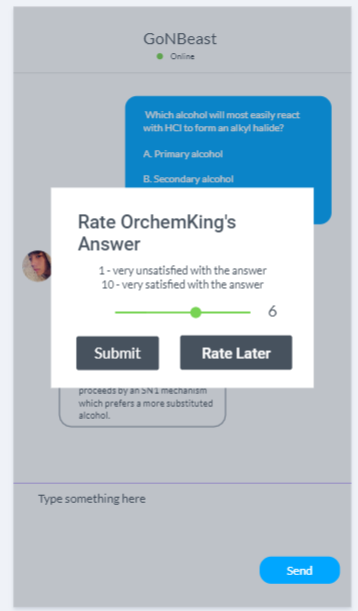 GoNBeast
Online
Which alcohol will most easily react
with HCl to form an alkyl halide?
A. Primary alcohol
B. Secondary alcohol
Rate OrchemKing's
Answer
1 - very unsatisfied with the answer
10 - very satisfied with the answer
6
Submit
Rate Later
proceeds by an SN1 mechanism
which prefers a more substituted
alcohol.
Type something here
Send